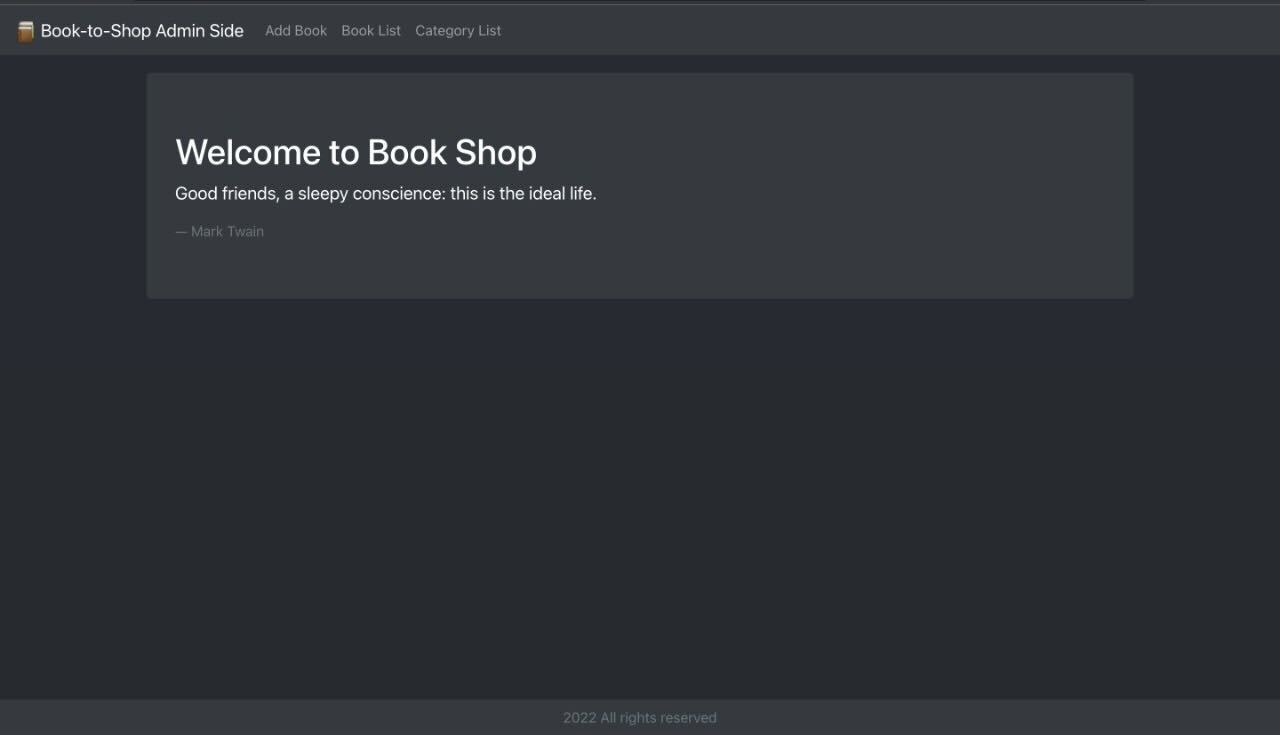 Book-to-Shop Admin Side Add Book Book List Category List
Welcome to Book Shop
Good friends, a sleepy conscience: this is the ideal life.
— Mark Twain
2022 All rights reserved